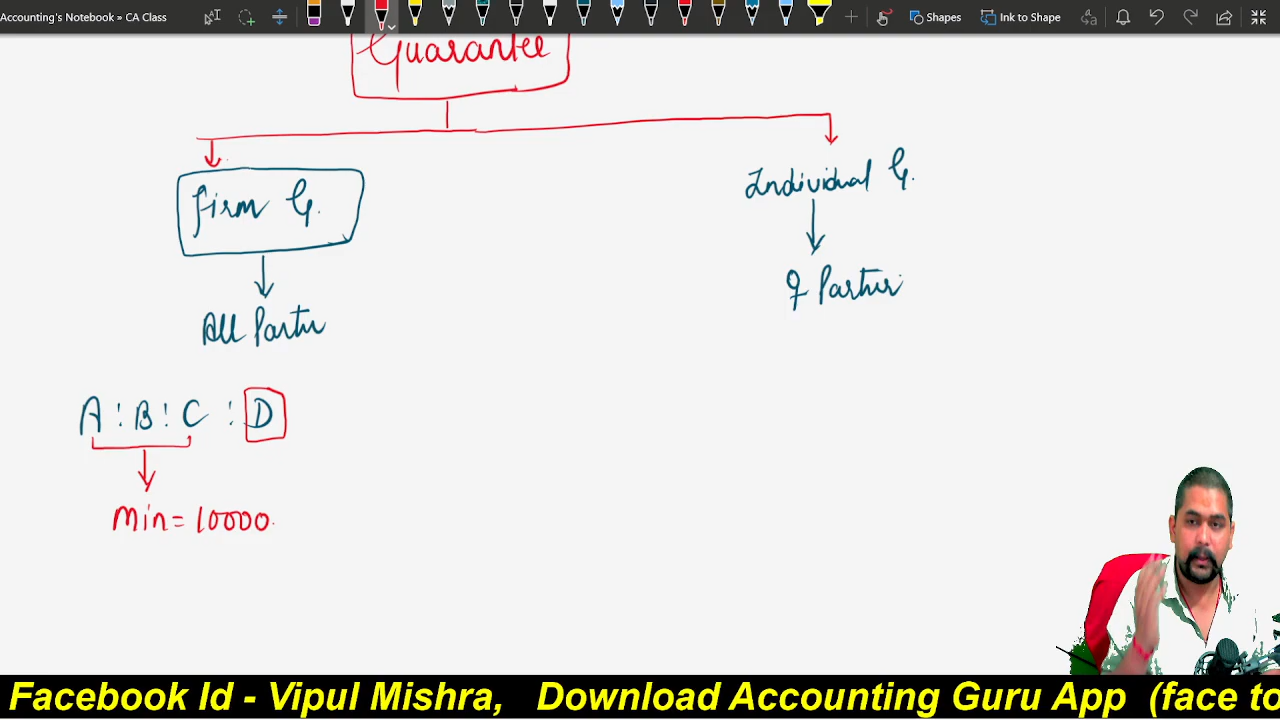 Accounting's Notebook » CA Class
Shapes
Ink to Shape
Guarantee
Firm G.
Individual G.
All Partn
Partner
A : B : C : D
Min = 10000
Facebook Id - Vipul Mishra, Download Accounting Guru App (face to